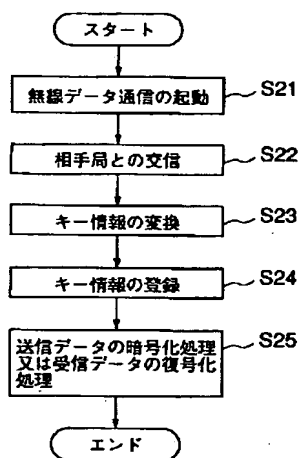 スタート
無線データ通信の起動
S21
相手局との交信
S22
キー情報の変換
S23
キー情報の登録
S24
送信データの暗号化処理
又は受信データの復号化
処理
S25
エンド